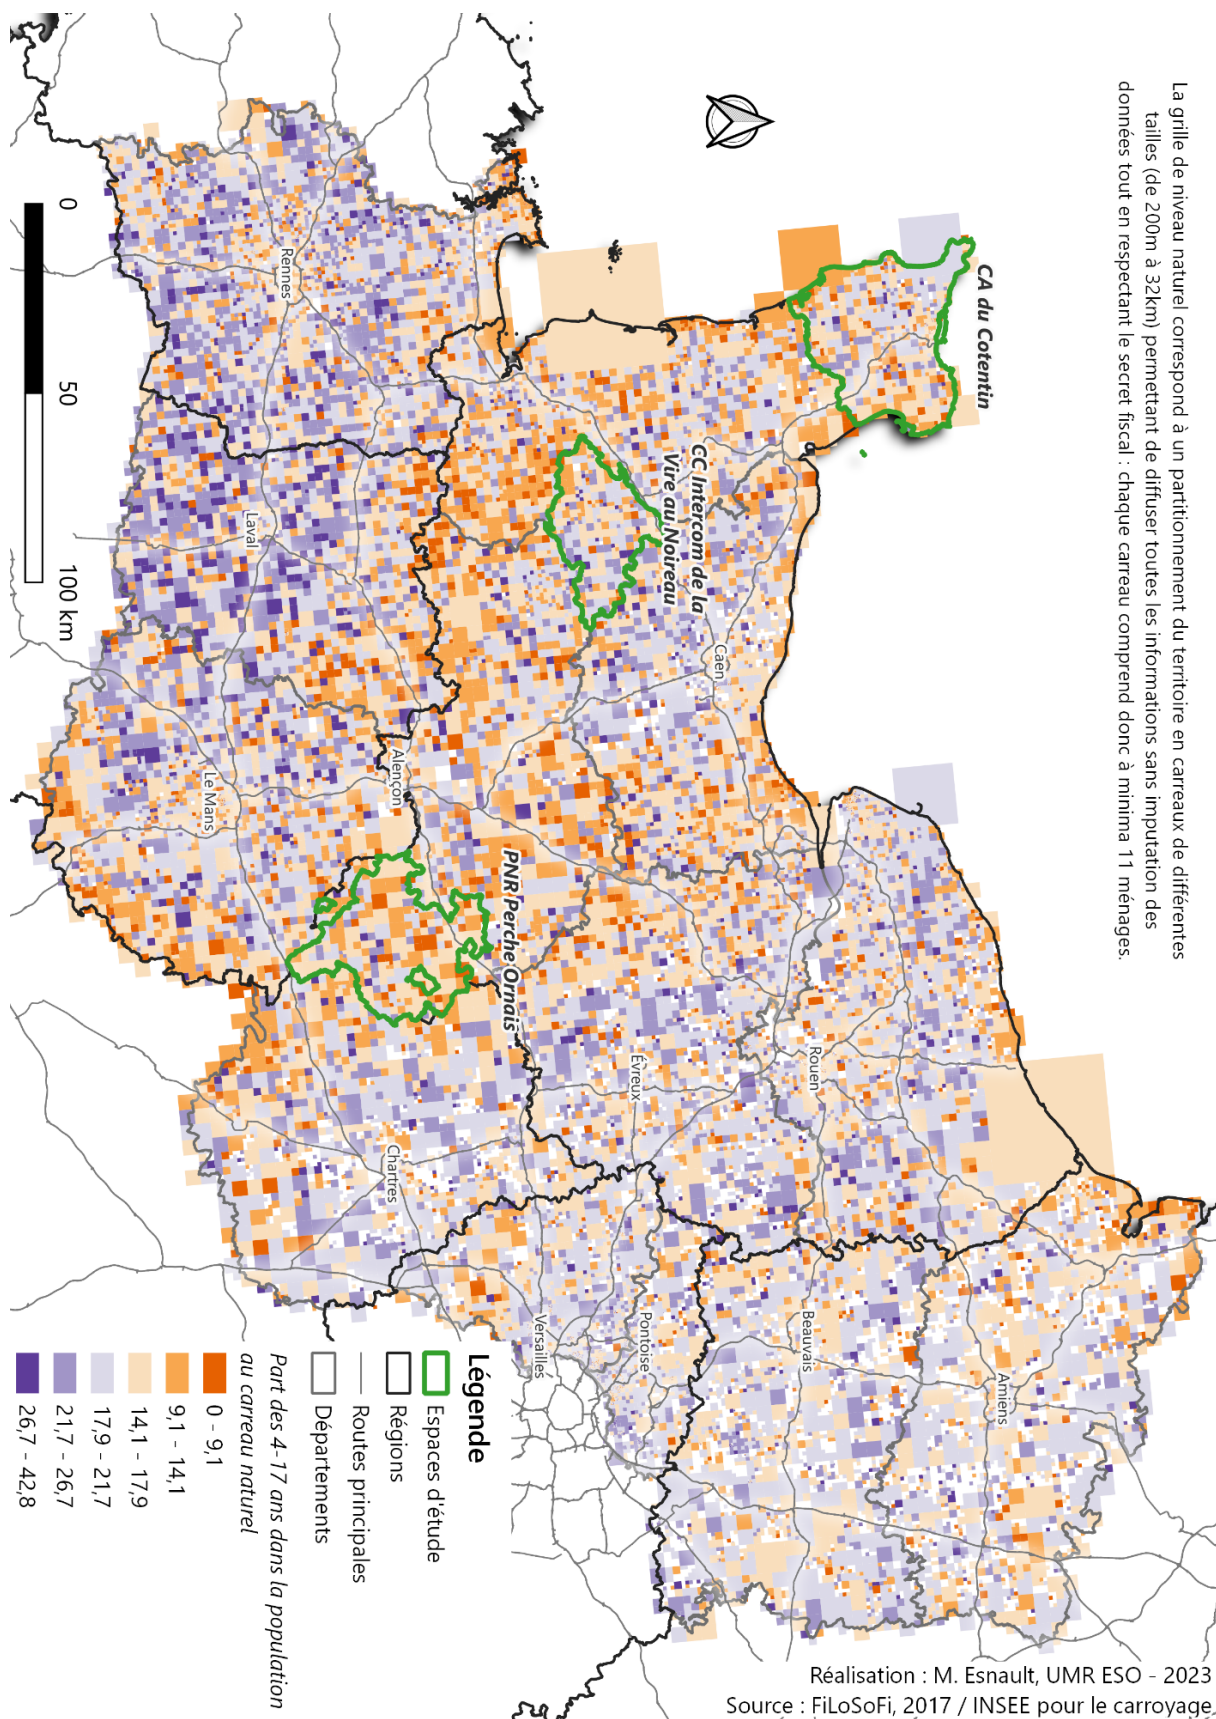 La grille de niveau naturel correspond à un partitionnement du territoire en carreaux de différentes
tailles (de 200m à 32km) permettant de diffuser toutes les informations sans imputation des
données tout en respectant le secret fiscal : chaque carreau comprend donc à minima 11 ménages.
CA du Cotentin
CC Intercom de la
Vire au Noireau
PNR Perche Ornais
Caen
Rouen
Évreux
Amiens
Beauvais
Pontoise
Versailles
Chartres
Alençon
Le Mans
Laval
Rennes
0
50
100 km
Légende
Espaces d'étude
Régions
Routes principales
Départements
Part des 4-17 ans dans la population
au carreau naturel
0 - 9,1
9,1 - 14,1
14,1 - 17,9
17,9 - 21,7
21,7 - 26,7
26,7 - 42,8
Réalisation : M. Esnault, UMR ESO - 2023
Source : FiLoSoFi, 2017 / INSEE pour le carroyage